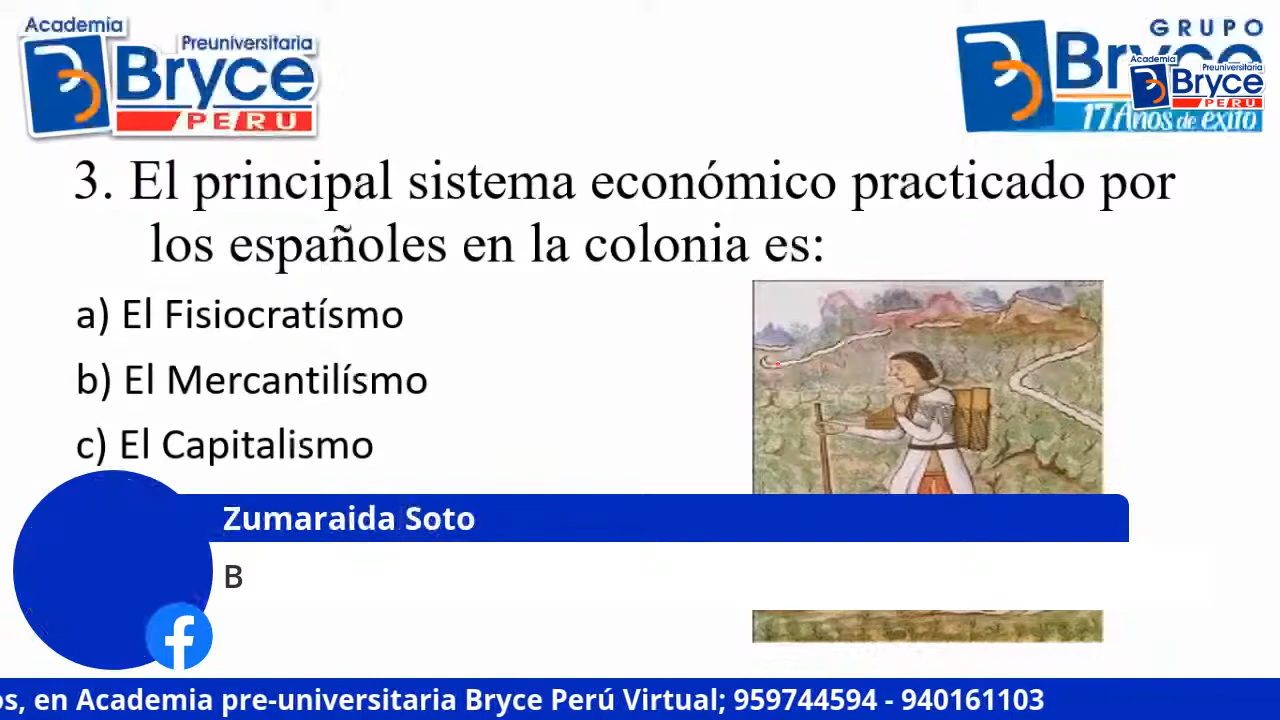 Academia
Preuniversitaria
Bryce
PERU
GRUPO
Academia
Preuniversitaria
Bryce
PERU
17 Años de éxito
3. El principal sistema económico practicado por
los españoles en la colonia es:
a) El Fisiocratísmo
b) El Mercantilísmo
c) El Capitalismo
Zumaraida Soto
B
en Academia pre-universitaria Bryce Perú Virtual; 959744594 - 940161103